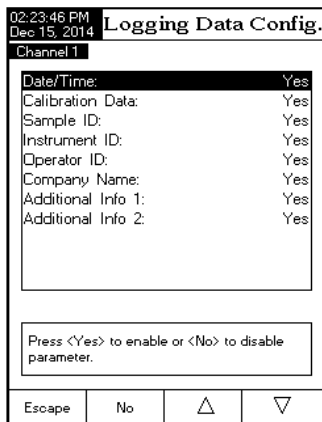 02:23:46 PM
Dec 15, 2014
Logging Data Config.
Channel 1
Date/Time: Yes
Calibration Data: Yes
Sample ID: Yes
Instrument ID: Yes
Operator ID: Yes
Company Name: Yes
Additional Info 1: Yes
Additional Info 2: Yes
Press <Yes> to enable or <No> to disable
parameter.
Escape No △ ▽